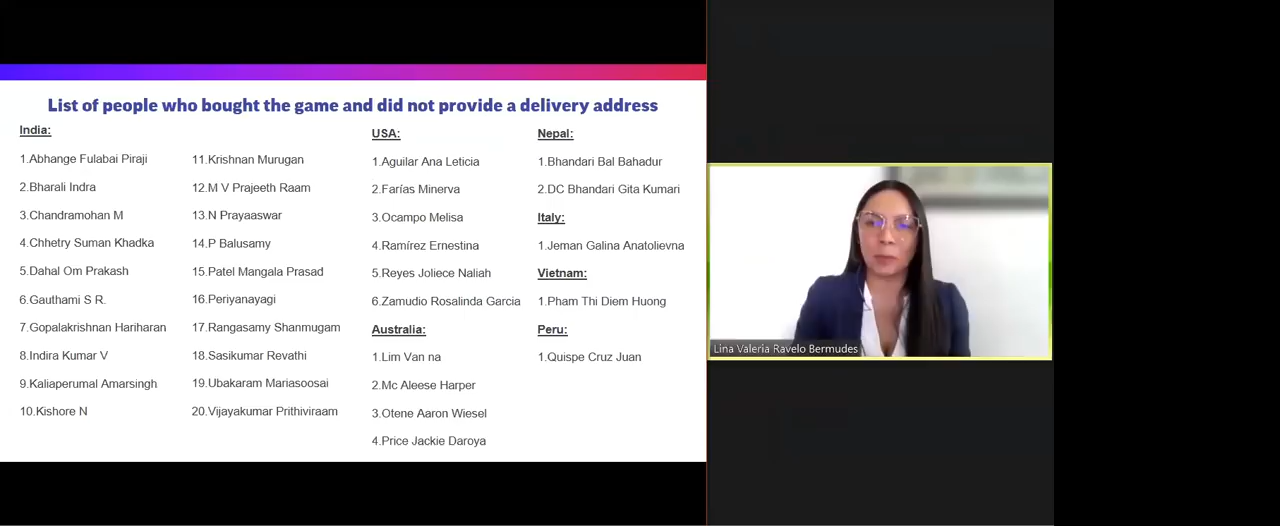 List of people who bought the game and did not provide a delivery address
India:
1.Abhange Fulabai Piraji
2.Bharali Indra
3.Chandramohan M
4.Chhetry Suman Khadka
5.Dahal Om Prakash
6.Gauthami S R.
7.Gopalakrishnan Hariharan
8.Indira Kumar V
9.Kaliaperumal Amarsingh
10.Kishore N
11.Krishnan Murugan
12.M V Prajeeth Raam
13.N Prayaaswar
14.P Balusamy
15.Patel Mangala Prasad
16.Periyanayagi
17.Rangasamy Shanmugam
18.Sasikumar Revathi
19.Ubakaram Mariasoosai
20.Vijayakumar Prithiviraam
USA:
1.Aguilar Ana Leticia
2.Farías Minerva
3.Ocampo Melisa
4.Ramírez Ernestina
5.Reyes Joliece Naliah
6.Zamudio Rosalinda Garcia
Australia:
1.Lim Van na
2.Mc Aleese Harper
3.Otene Aaron Wiesel
4.Price Jackie Daroya
Nepal:
1.Bhandari Bal Bahadur
2.DC Bhandari Gita Kumari
Italy:
1.Jeman Galina Anatolievna
Vietnam:
1.Pham Thi Diem Huong
Peru:
1.Quispe Cruz Juan
Lina Valeria Ravelo Bermudes